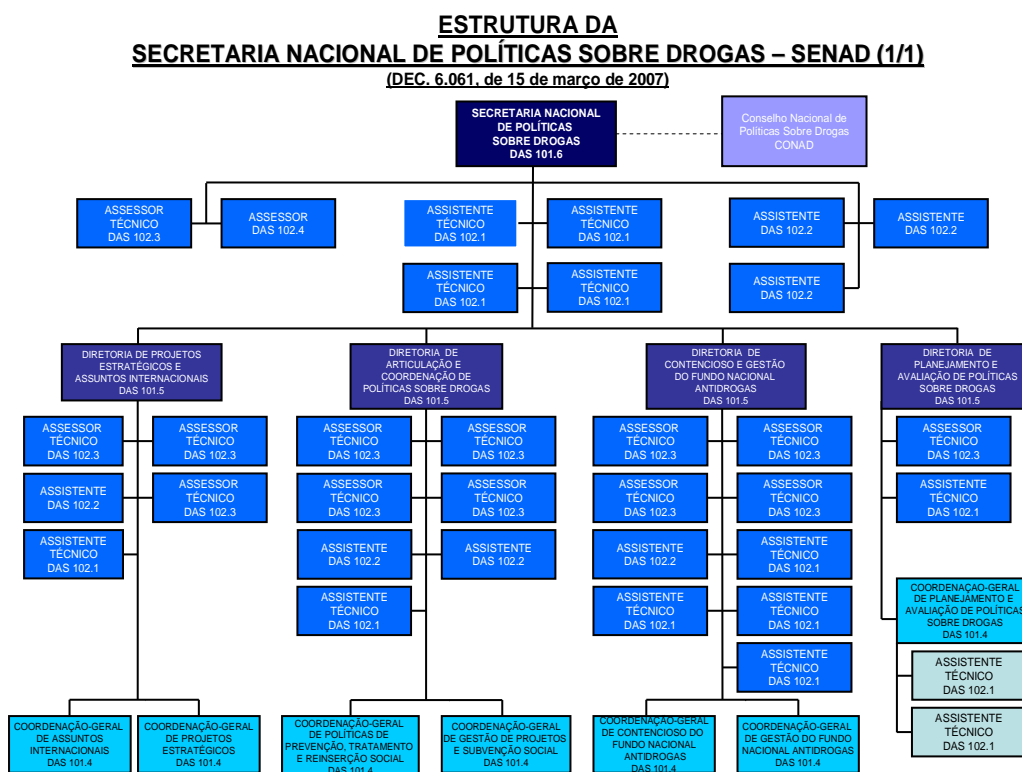 ESTRUTURA DA
SECRETARIA NACIONAL DE POLÍTICAS SOBRE DROGAS – SENAD (1/1)
(DEC. 6.061, de 15 de março de 2007)
SECRETARIA NACIONAL
DE POLÍTICAS
SOBRE DROGAS
DAS 101.6
Conselho Nacional de
Políticas Sobre Drogas
CONAD
ASSESSOR
TÉCNICO
DAS 102.3
ASSESSOR
DAS 102.4
ASSISTENTE
TÉCNICO
DAS 102.1
ASSISTENTE
TÉCNICO
DAS 102.1
ASSISTENTE
DAS 102.2
ASSISTENTE
DAS 102.2
ASSISTENTE
TÉCNICO
DAS 102.1
ASSISTENTE
TÉCNICO
DAS 102.1
ASSISTENTE
DAS 102.2
DIRETORIA DE PROJETOS
ESTRATÉGICOS E
ASSUNTOS INTERNACIONAIS
DAS 101.5
ASSESSOR
TÉCNICO
DAS 102.3
ASSESSOR
TÉCNICO
DAS 102.3
ASSISTENTE
DAS 102.2
ASSESSOR
TÉCNICO
DAS 102.3
ASSISTENTE
TÉCNICO
DAS 102.1
COORDENAÇÃO-GERAL
DE ASSUNTOS
INTERNACIONAIS
DAS 101.4
COORDENAÇÃO-GERAL
DE PROJETOS
ESTRATÉGICOS
DAS 101.4
DIRETORIA DE
ARTICULAÇÃO E
COORDENAÇÃO DE
POLÍTICAS SOBRE DROGAS
DAS 101.5
ASSESSOR
TÉCNICO
DAS 102.3
ASSESSOR
TÉCNICO
DAS 102.3
ASSESSOR
TÉCNICO
DAS 102.3
ASSESSOR
TÉCNICO
DAS 102.3
ASSISTENTE
DAS 102.2
ASSISTENTE
DAS 102.2
ASSISTENTE
TÉCNICO
DAS 102.1
COORDENAÇÃO-GERAL
DE POLÍTICAS DE
PREVENÇÃO, TRATAMENTO
E REINSERÇÃO SOCIAL
DAS 101.4
COORDENAÇÃO-GERAL
DE GESTÃO DE PROJETOS
E SUBVENÇÃO SOCIAL
DAS 101.4
DIRETORIA DE
CONTENCIOSO E GESTÃO
DO FUNDO NACIONAL
ANTIDROGAS
DAS 101.5
ASSESSOR
TÉCNICO
DAS 102.3
ASSESSOR
TÉCNICO
DAS 102.3
ASSESSOR
TÉCNICO
DAS 102.3
ASSESSOR
TÉCNICO
DAS 102.3
ASSISTENTE
DAS 102.2
ASSISTENTE
TÉCNICO
DAS 102.1
ASSISTENTE
TÉCNICO
DAS 102.1
ASSISTENTE
TÉCNICO
DAS 102.1
ASSISTENTE
TÉCNICO
DAS 102.1
COORDENAÇÃO-GERAL
DE CONTENCIOSO DO
FUNDO NACIONAL
ANTIDROGAS
DAS 101.4
COORDENAÇÃO-GERAL
DE GESTÃO DO FUNDO
NACIONAL ANTIDROGAS
DAS 101.4
DIRETORIA DE
PLANEJAMENTO E
AVALIAÇÃO DE POLÍTICAS
SOBRE DROGAS
DAS 101.5
ASSESSOR
TÉCNICO
DAS 102.3
ASSISTENTE
TÉCNICO
DAS 102.1
COORDENAÇAO-GERAL
DE PLANEJAMENTO E
AVALIAÇÃO DE POLÍTICAS
SOBRE DROGAS
DAS 101.4
ASSISTENTE
TÉCNICO
DAS 102.1
ASSISTENTE
TÉCNICO
DAS 102.1